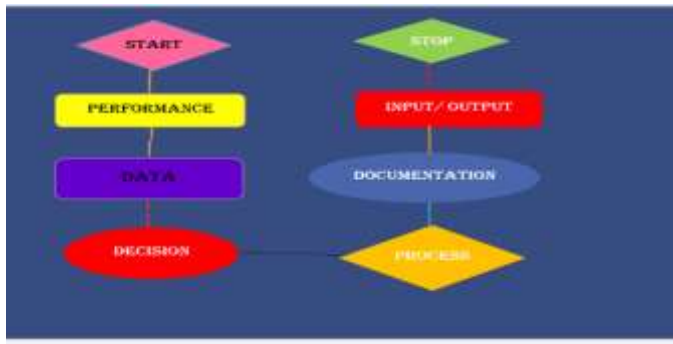 START
PERFORMANCE
DATA
DECISION
PROCESS
DOCUMENTATION
INPUT/ OUTPUT
STOP